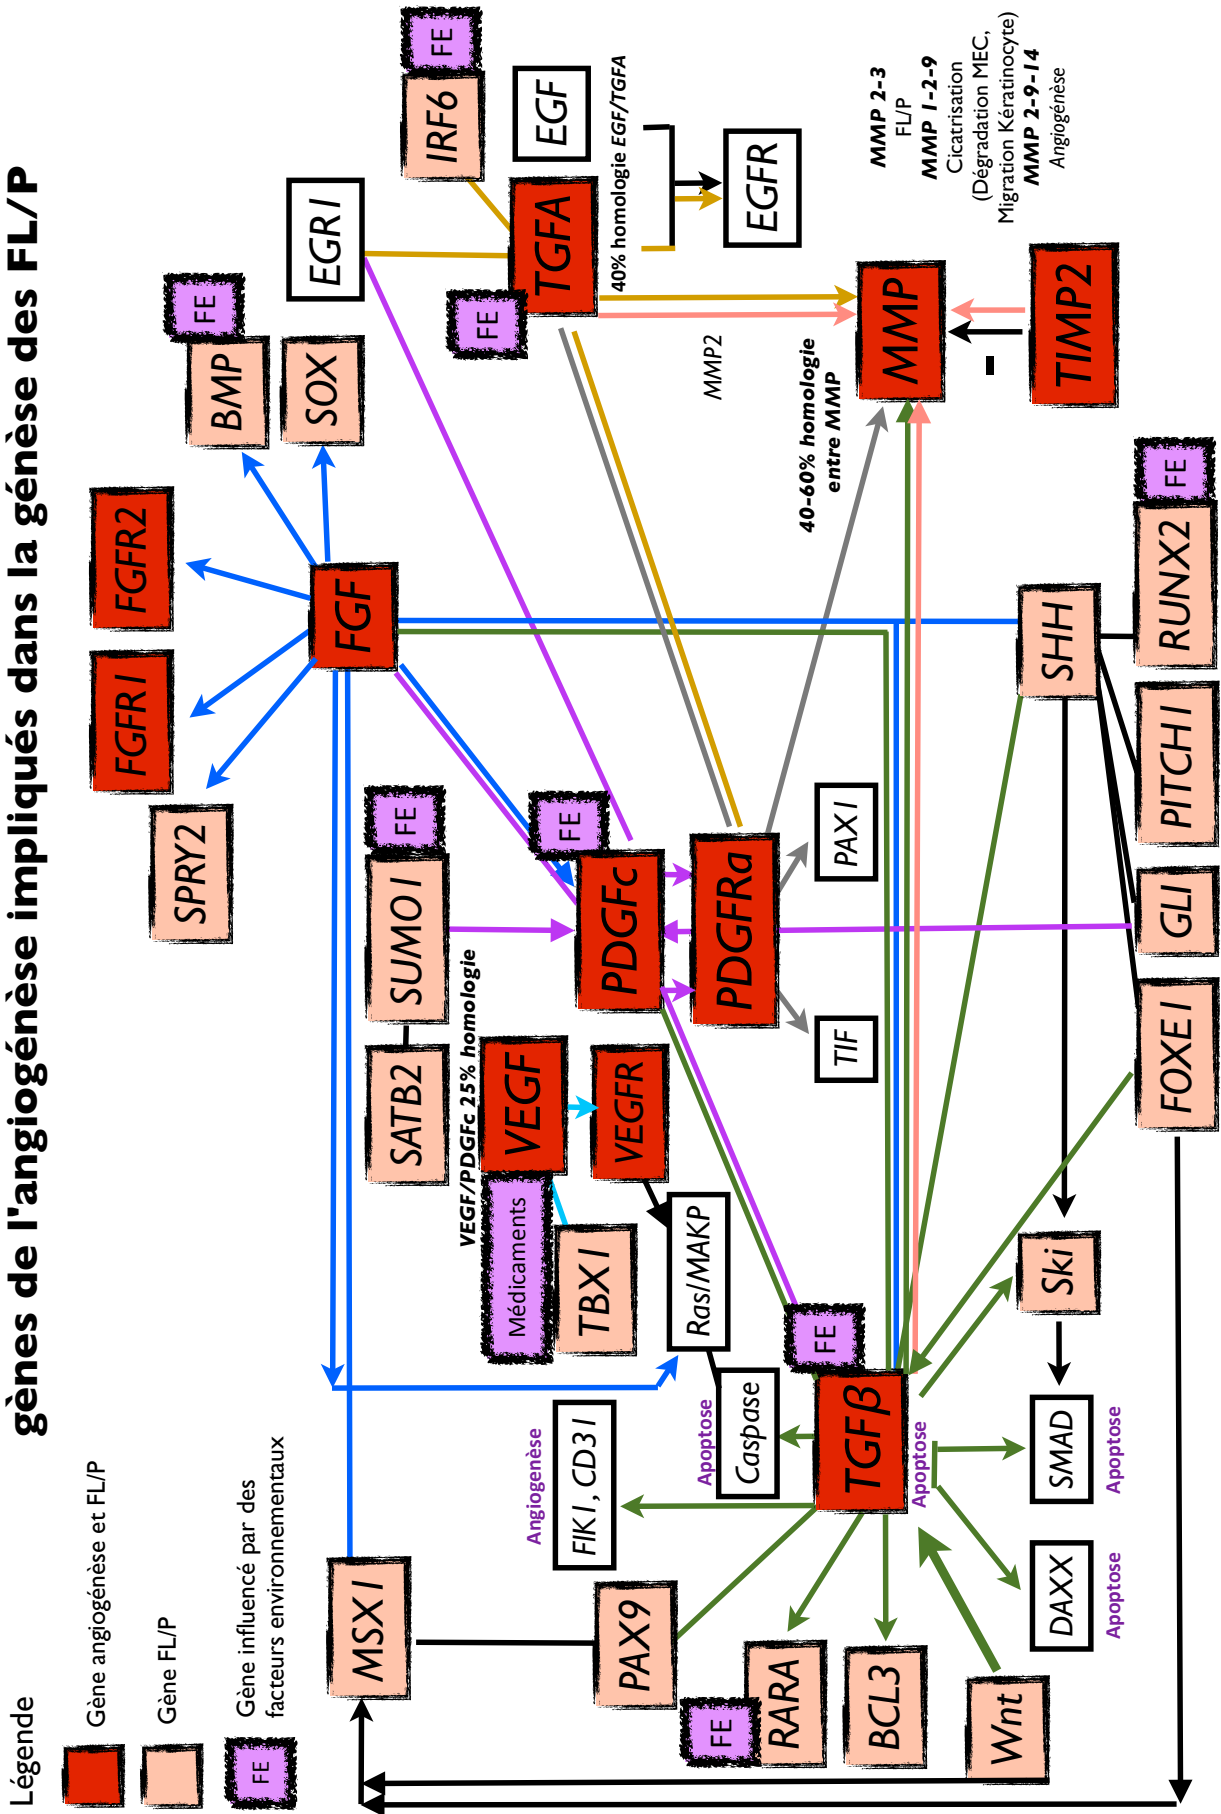 gènes de l'angiogénèse impliqués dans la génèse des FL/P
Légende
Gène angiogénèse et FL/P
Gène FL/P
FE
Gène influencé par des
facteurs environnementaux
FGFR1
FGFR2
SPRY2
BMP
FE
SOX
EGR1
FGF
MSX1
SATB2
SUMO1
FE
IRF6
FE
VEGF/PDGFc 25% homologie
Médicaments
VEGF
FE
FE
TGFA
EGF
Angiogenèse
FIK1, CD31
TBX1
VEGFR
PDGFc
40% homologie EGF/TGFA
PAX9
Ras/MAKP
PDGFRa
MMP2
EGFR
Apoptose
Caspase
FE
RARA
FE
TIF
PAX1
40-60% homologie
entre MMP
BCL3
TGFβ
Apoptose
MMP
MMP 2-3
FL/P
MMP 1-2-9
Cicatrisation
(Dégradation MEC,
Migration Kératinocyte)
MMP 2-9-14
Angiogénèse
-
Wnt
DAXX
Apoptose
SMAD
Apoptose
Ski
SHH
TIMP2
FOXE1
GLI
PITCH1
RUNX2
FE